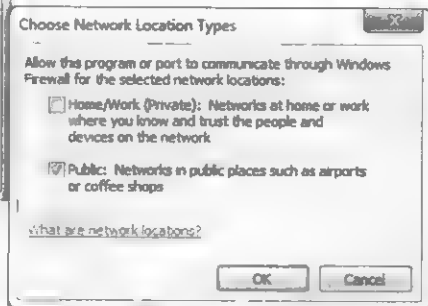 Choose Network Location Types
Allow this program or port to communicate through Windows
Firewall for the selected network locations:
Home/Work (Private): Networks at home or work
where you know and trust the people and
devices on the network
Public: Networks in public places such as airports
or coffee shops
What are network locations?
OK
Cancel